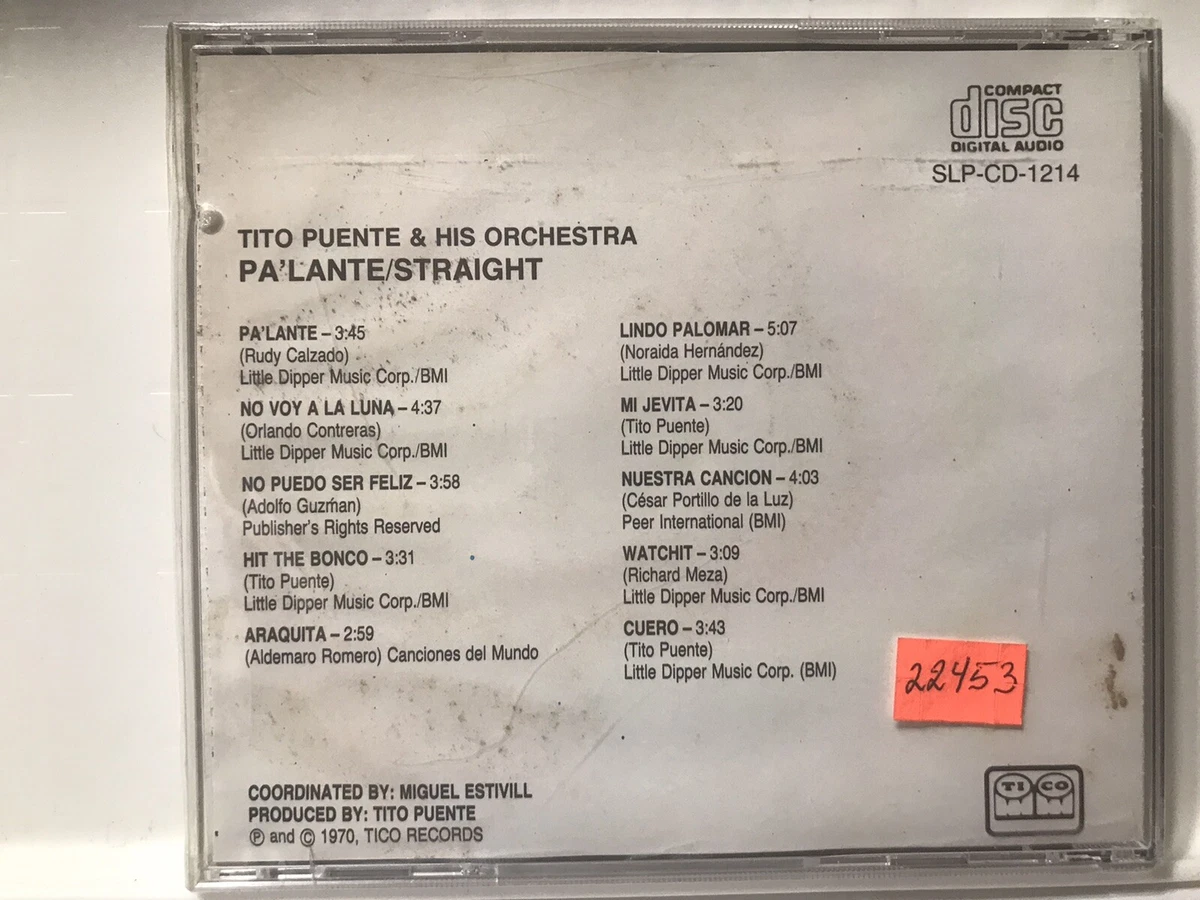 COMPACT
disc
DIGITAL AUDIO
SLP-CD-1214
TITO PUENTE & HIS ORCHESTRA
PA'LANTE/STRAIGHT
PA'LANTE – 3:45
(Rudy Calzado)
Little Dipper Music Corp./BMI
NO VOY A LA LUNA – 4:37
(Orlando Contreras)
Little Dipper Music Corp./BMI
NO PUEDO SER FELIZ – 3:58
(Adolfo Guzman)
Publisher's Rights Reserved
HIT THE BONCO – 3:31
(Tito Puente)
Little Dipper Music Corp./BMI
ARAQUITA – 2:59
(Aldemaro Romero) Canciones del Mundo
LINDO PALOMAR – 5:07
(Noraida Hernández)
Little Dipper Music Corp./BMI
MI JEVITA – 3:20
(Tito Puente)
Little Dipper Music Corp./BMI
NUESTRA CANCION – 4:03
(César Portillo de la Luz)
Peer International (BMI)
WATCHIT – 3:09
(Richard Meza)
Little Dipper Music Corp./BMI
CUERO – 3:43
(Tito Puente)
Little Dipper Music Corp. (BMI)
22453
COORDINATED BY: MIGUEL ESTIVILL
PRODUCED BY: TITO PUENTE
Ⓟ and © 1970, TICO RECORDS
TICO